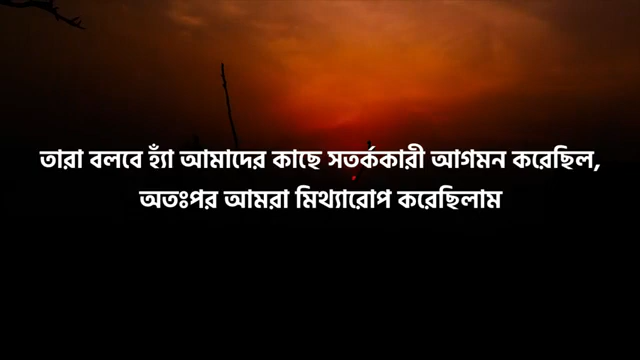 তারা বলবে হ্যাঁ আমাদের কাছে সতর্ককারী আগমন করেছিল,
অতঃপর আমরা মিথ্যারোপ করেছিলাম